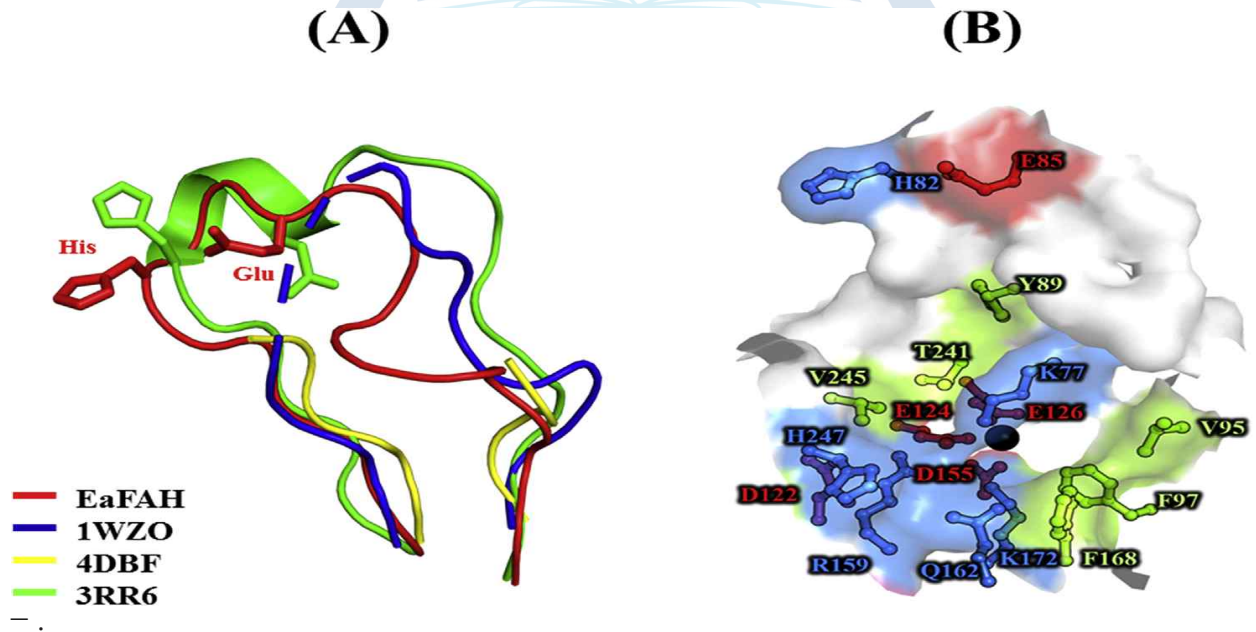 (A)
(B)
His
Glu
EaFAH
1WZO
4DBF
3RR6
E85
H82
Y89
T241
K77
V245
E124
E126
V95
H247
D155
D122
F97
R159
Q162
K172
F168